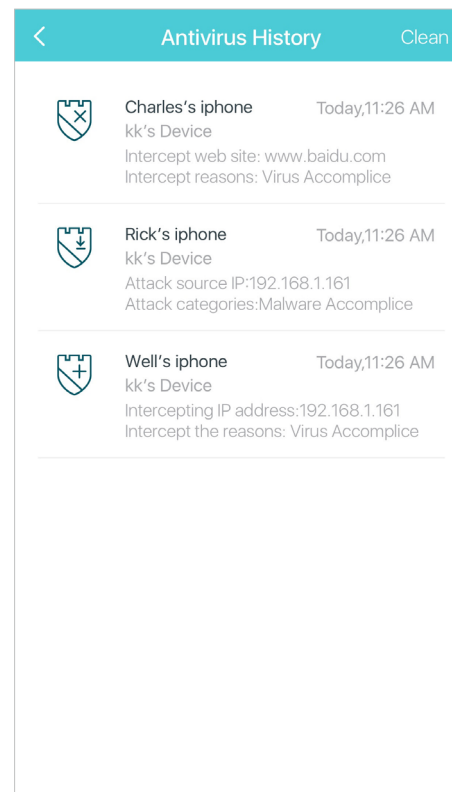 Antivirus History Clean
Charles's iphone Today,11:26 AM
kk's Device
Intercept web site: www.baidu.com
Intercept reasons: Virus Accomplice
Rick's iphone Today,11:26 AM
kk's Device
Attack source IP:192.168.1.161
Attack categories:Malware Accomplice
Well's iphone Today,11:26 AM
kk's Device
Intercepting IP address:192.168.1.161
Intercept the reasons: Virus Accomplice